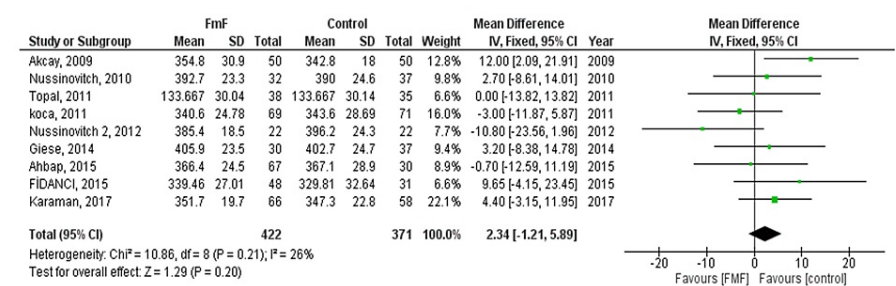 FmF Control Mean Difference Mean Difference
Study or Subgroup Mean SD Total Mean SD Total Weight IV, Fixed, 95% CI Year IV, Fixed, 95% CI
Akcay, 2009 354.8 30.9 50 342.8 18 50 12.8% 12.00 [2.09, 21.91] 2009
Nussinovitch, 2010 392.7 23.3 32 390 24.6 37 9.9% 2.70 [-8.61, 14.01] 2010
Topal, 2011 133.667 30.04 38 133.667 30.14 35 6.6% 0.00 [-13.82, 13.82] 2011
koca, 2011 340.6 24.78 69 343.6 28.69 71 16.0% -3.00 [-11.87, 5.87] 2011
Nussinovitch 2, 2012 385.4 18.5 22 396.2 24.3 22 7.7% -10.80 [-23.56, 1.96] 2012
Giese, 2014 405.9 23.5 30 402.7 24.7 37 9.4% 3.20 [-8.38, 14.78] 2014
Ahbap, 2015 366.4 24.5 67 367.1 28.9 30 8.9% -0.70 [-12.59, 11.19] 2015
FİDANCI, 2015 339.46 27.01 48 329.81 32.64 31 6.6% 9.65 [-4.15, 23.45] 2015
Karaman, 2017 351.7 19.7 66 347.3 22.8 58 22.1% 4.40 [-3.15, 11.95] 2017
Total (95% CI) 422 371 100.0% 2.34 [-1.21, 5.89]
Heterogeneity: Chi² = 10.86, df = 8 (P = 0.21); I² = 26%
Test for overall effect: Z = 1.29 (P = 0.20)
-20 -10 0 10 20
Favours [FMF] Favours [control]